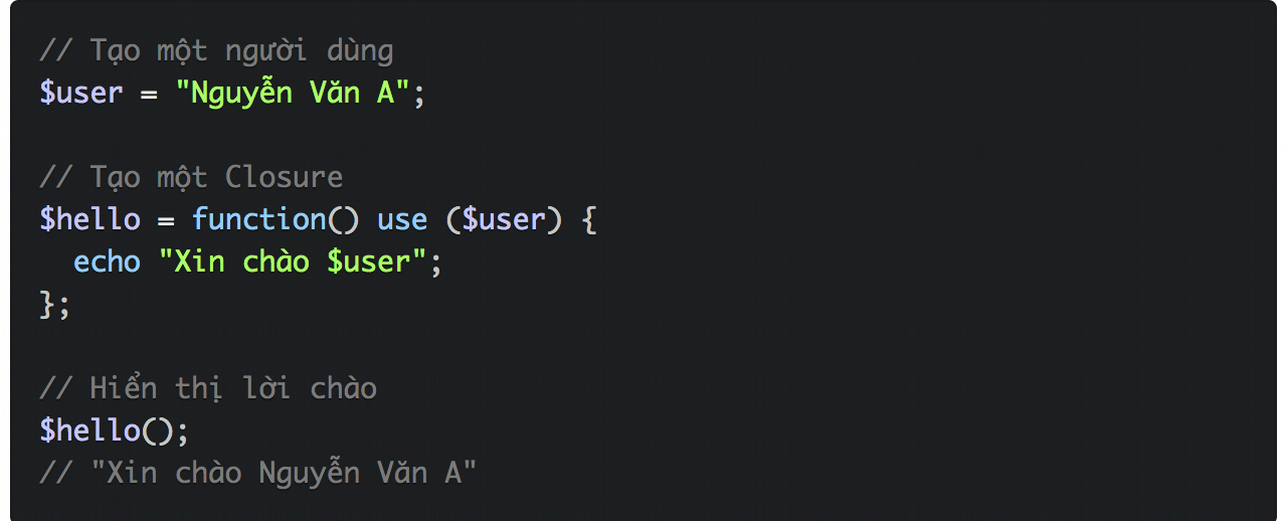 // Tạo một người dùng
$user = "Nguyễn Văn A";
// Tạo một Closure
$hello = function() use ($user) {
  echo "Xin chào $user";
};
// Hiển thị lời chào
$hello();
// "Xin chào Nguyễn Văn A"